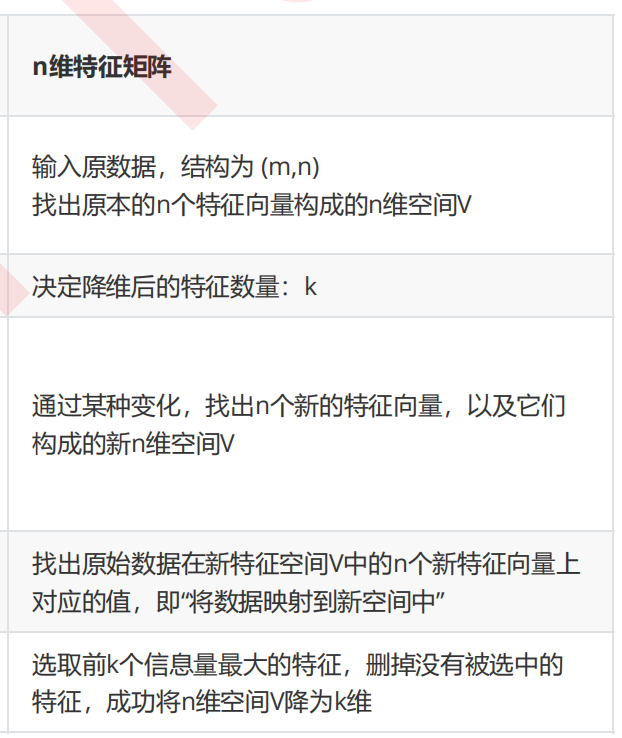 n维特征矩阵
输入原数据，结构为 (m,n)
找出原本的n个特征向量构成的n维空间V
决定降维后的特征数量：k
通过某种变化，找出n个新的特征向量，以及它们
构成的新n维空间V
找出原始数据在新特征空间V中的n个新特征向量上
对应的值，即“将数据映射到新空间中”
选取前k个信息量最大的特征，删掉没有被选中的
特征，成功将n维空间V降为k维